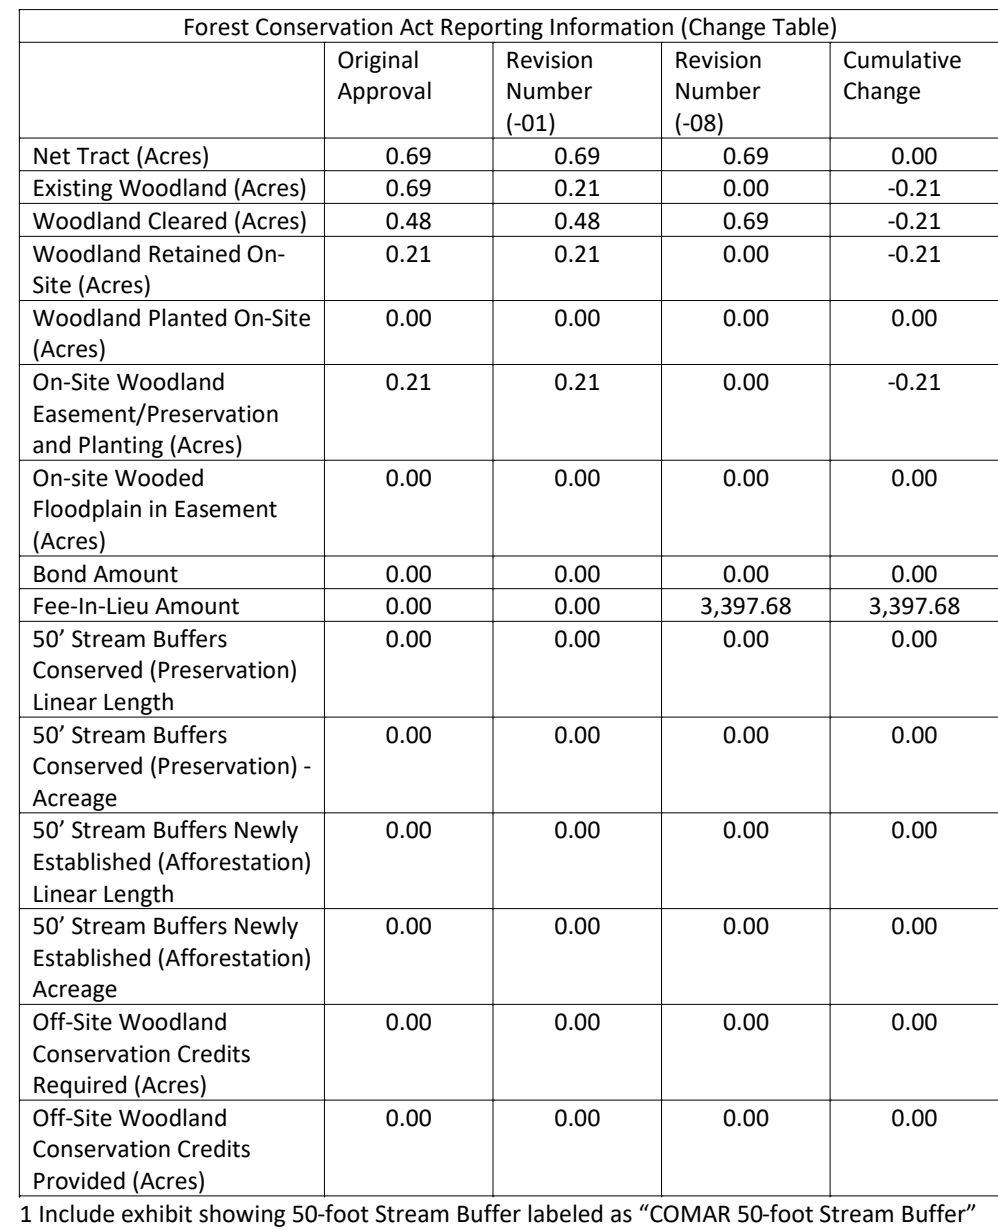 Forest Conservation Act Reporting Information (Change Table)
Original Approval Revision Number (-01) Revision Number (-08) Cumulative Change
Net Tract (Acres) 0.69 0.69 0.69 0.00
Existing Woodland (Acres) 0.69 0.21 0.00 -0.21
Woodland Cleared (Acres) 0.48 0.48 0.69 -0.21
Woodland Retained On- 0.21 0.21 0.00 -0.21
Site (Acres)
Woodland Planted On-Site 0.00 0.00 0.00 0.00
(Acres)
On-Site Woodland 0.21 0.21 0.00 -0.21
Easement/Preservation
and Planting (Acres)
On-site Wooded 0.00 0.00 0.00 0.00
Floodplain in Easement
(Acres)
Bond Amount 0.00 0.00 0.00 0.00
Fee-In-Lieu Amount 0.00 0.00 3,397.68 3,397.68
50’ Stream Buffers 0.00 0.00 0.00 0.00
Conserved (Preservation)
Linear Length
50’ Stream Buffers 0.00 0.00 0.00 0.00
Conserved (Preservation) -
Acreage
50’ Stream Buffers Newly 0.00 0.00 0.00 0.00
Established (Afforestation)
Linear Length
50’ Stream Buffers Newly 0.00 0.00 0.00 0.00
Established (Afforestation)
Acreage
Off-Site Woodland 0.00 0.00 0.00 0.00
Conservation Credits
Required (Acres)
Off-Site Woodland 0.00 0.00 0.00 0.00
Conservation Credits
Provided (Acres)
1 Include exhibit showing 50-foot Stream Buffer labeled as “COMAR 50-foot Stream Buffer”